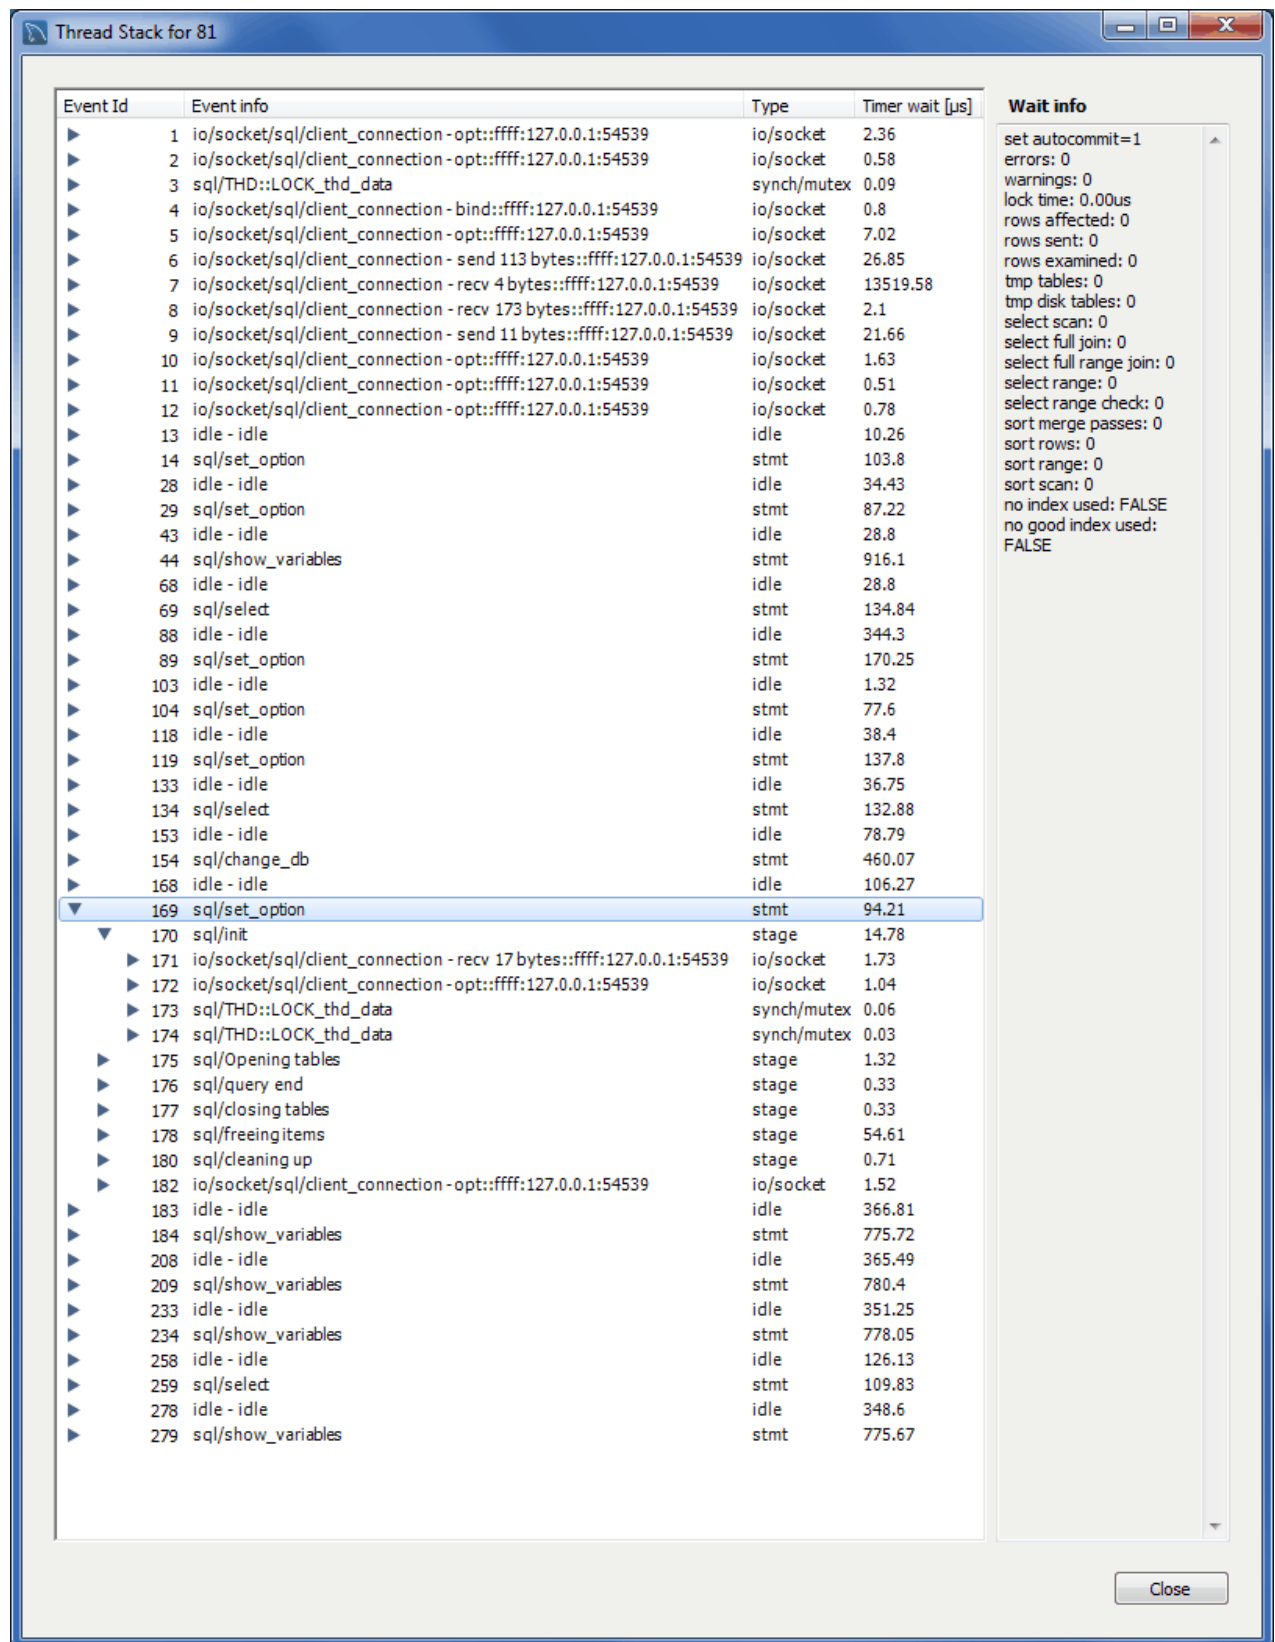 Thread Stack for 81
Event Id Event info Type Timer wait [µs] Wait info
1 io/socket/sql/client_connection - opt::ffff:127.0.0.1:54539 io/socket 2.36
2 io/socket/sql/client_connection - opt::ffff:127.0.0.1:54539 io/socket 0.58
3 sql/THD::LOCK_thd_data synch/mutex 0.09
4 io/socket/sql/client_connection - bind::ffff:127.0.0.1:54539 io/socket 0.8
5 io/socket/sql/client_connection - opt::ffff:127.0.0.1:54539 io/socket 7.02
6 io/socket/sql/client_connection - send 113 bytes::ffff:127.0.0.1:54539 io/socket 26.85
7 io/socket/sql/client_connection - recv 4 bytes::ffff:127.0.0.1:54539 io/socket 13519.58
8 io/socket/sql/client_connection - recv 173 bytes::ffff:127.0.0.1:54539 io/socket 2.1
9 io/socket/sql/client_connection - send 11 bytes::ffff:127.0.0.1:54539 io/socket 21.66
10 io/socket/sql/client_connection - opt::ffff:127.0.0.1:54539 io/socket 1.63
11 io/socket/sql/client_connection - opt::ffff:127.0.0.1:54539 io/socket 0.51
12 io/socket/sql/client_connection - opt::ffff:127.0.0.1:54539 io/socket 0.78
13 idle - idle idle 10.26
14 sql/set_option stmt 103.8
28 idle - idle idle 34.43
29 sql/set_option stmt 87.22
43 idle - idle idle 28.8
44 sql/show_variables stmt 916.1
68 idle - idle idle 28.8
69 sql/select stmt 134.84
88 idle - idle idle 344.3
89 sql/set_option stmt 170.25
103 idle - idle idle 1.32
104 sql/set_option stmt 77.6
118 idle - idle idle 38.4
119 sql/set_option stmt 137.8
133 idle - idle idle 36.75
134 sql/select stmt 132.88
153 idle - idle idle 78.79
154 sql/change_db stmt 460.07
168 idle - idle idle 106.27
169 sql/set_option stmt 94.21
170 sql/init stage 14.78
171 io/socket/sql/client_connection - recv 17 bytes::ffff:127.0.0.1:54539 io/socket 1.73
172 io/socket/sql/client_connection - opt::ffff:127.0.0.1:54539 io/socket 1.04
173 sql/THD::LOCK_thd_data synch/mutex 0.06
174 sql/THD::LOCK_thd_data synch/mutex 0.03
175 sql/Opening tables stage 1.32
176 sql/query end stage 0.33
177 sql/closing tables stage 0.33
178 sql/freeing items stage 54.61
180 sql/cleaning up stage 0.71
182 io/socket/sql/client_connection - opt::ffff:127.0.0.1:54539 io/socket 1.52
183 idle - idle idle 366.81
184 sql/show_variables stmt 775.72
208 idle - idle idle 365.49
209 sql/show_variables stmt 780.4
233 idle - idle idle 351.25
234 sql/show_variables stmt 778.05
258 idle - idle idle 126.13
259 sql/select stmt 109.83
278 idle - idle idle 348.6
279 sql/show_variables stmt 775.67
set autocommit=1
errors: 0
warnings: 0
lock time: 0.00us
rows affected: 0
rows sent: 0
rows examined: 0
tmp tables: 0
tmp disk tables: 0
select scan: 0
select full join: 0
select full range join: 0
select range: 0
select range check: 0
sort merge passes: 0
sort rows: 0
sort range: 0
sort scan: 0
no index used: FALSE
no good index used:
FALSE
Close